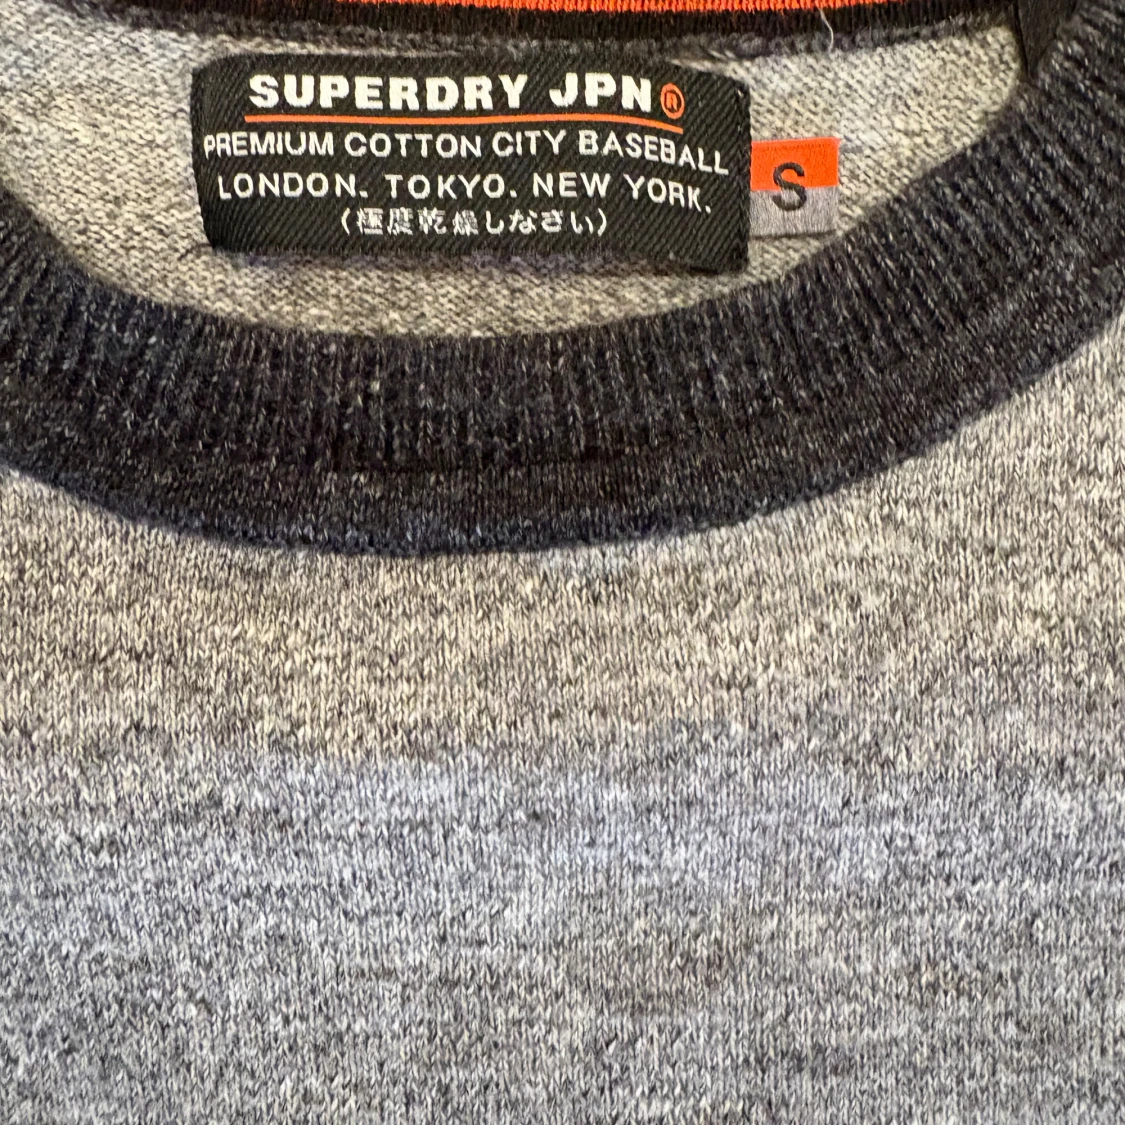 SUPERDRY JPN®
PREMIUM COTTON CITY BASEBALL
LONDON. TOKYO. NEW YORK.
(極度乾燥しなさい)
S